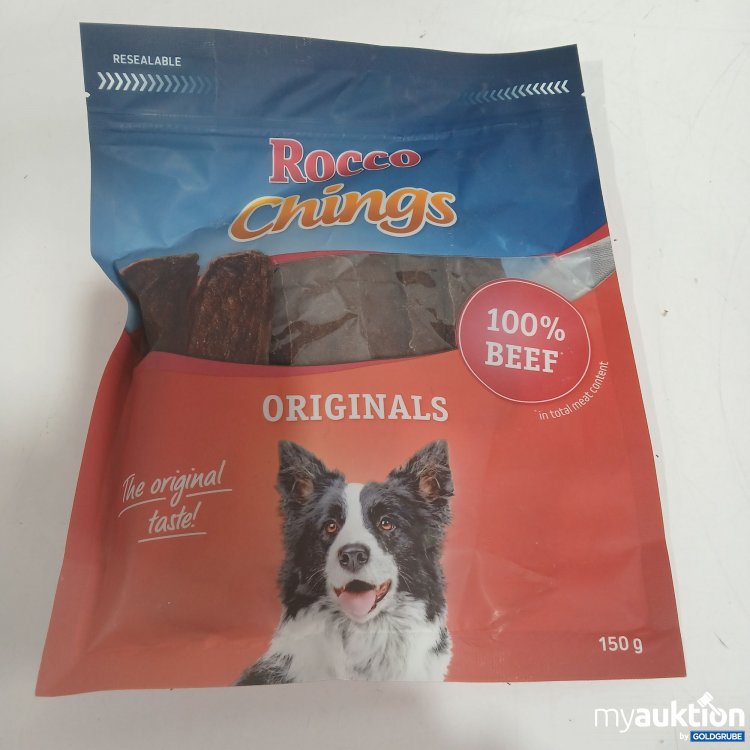 RESEALABLE
Rocco
Chings
100%
BEEF*
*in total meat content
ORIGINALS
The original
taste!
150 g
myauktion
by GOLDGRUBE